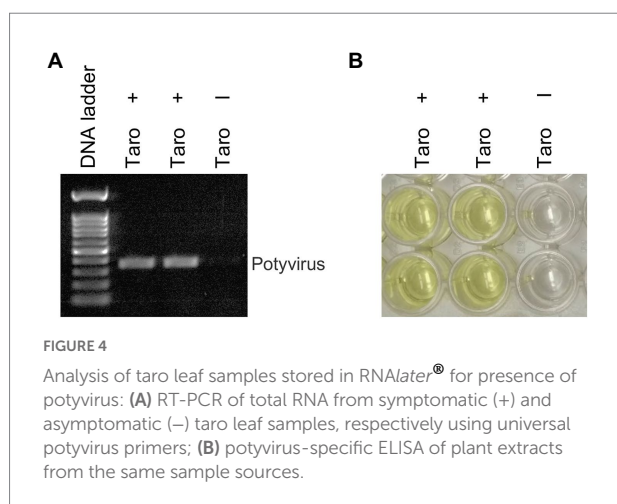 A
B
DNA ladder
Taro +
Taro +
Taro –
Taro +
Taro +
Taro –
Potyvirus
FIGURE 4
Analysis of taro leaf samples stored in RNAlater® for presence of
potyvirus: (A) RT-PCR of total RNA from symptomatic (+) and
asymptomatic (−) taro leaf samples, respectively using universal
potyvirus primers; (B) potyvirus-specific ELISA of plant extracts
from the same sample sources.